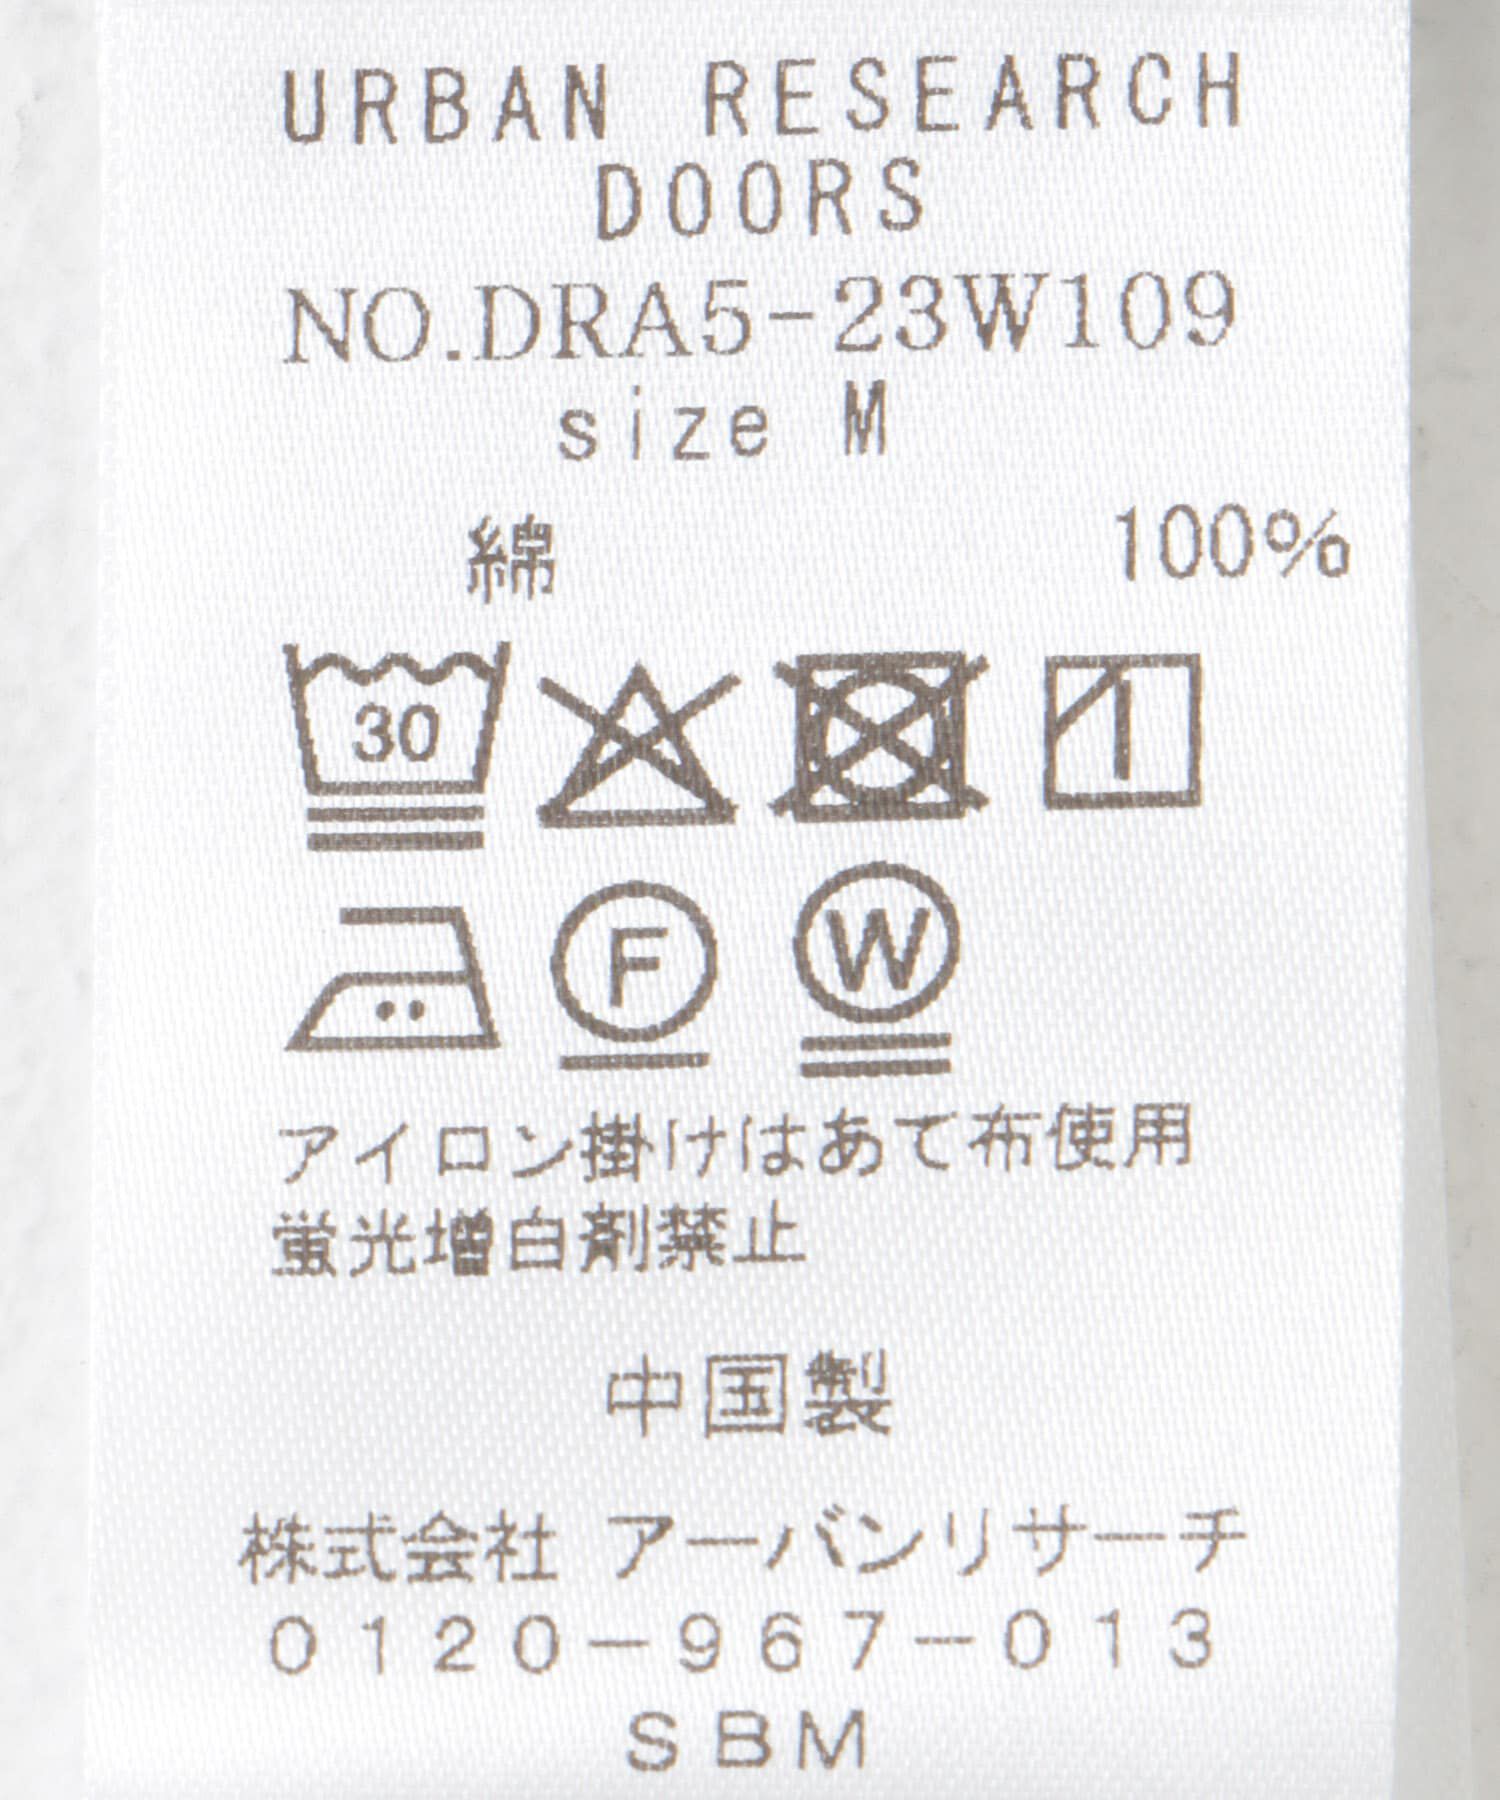 URBAN RESEARCH
DOORS
NO.DRA5-23W109
size M
綿 100%
30
F W
アイロン掛けはあて布使用
蛍光増白剤禁止
中国製
株式会社 アーバンリサーチ
0120-967-013
SBM